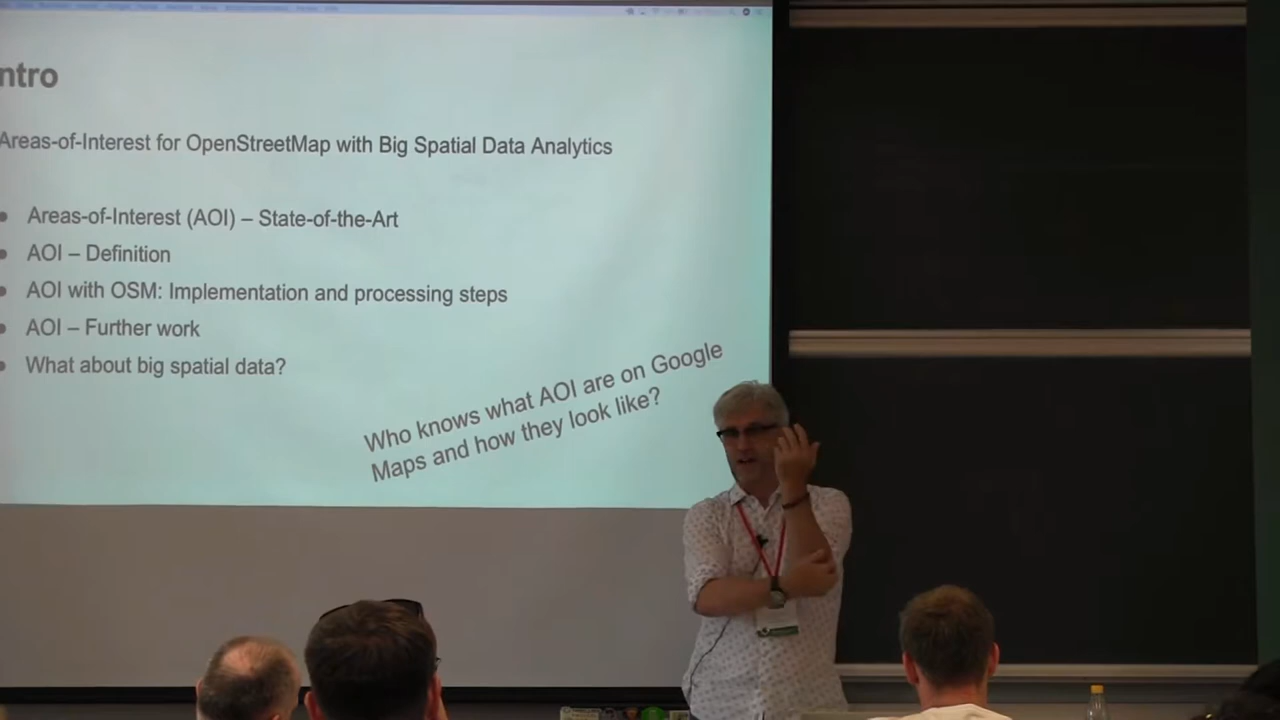 ntro
Areas-of-Interest for OpenStreetMap with Big Spatial Data Analytics
Areas-of-Interest (AOI) – State-of-the-Art
AOI – Definition
AOI with OSM: Implementation and processing steps
AOI – Further work
What about big spatial data?
Who knows what AOI are on Google
Maps and how they look like?